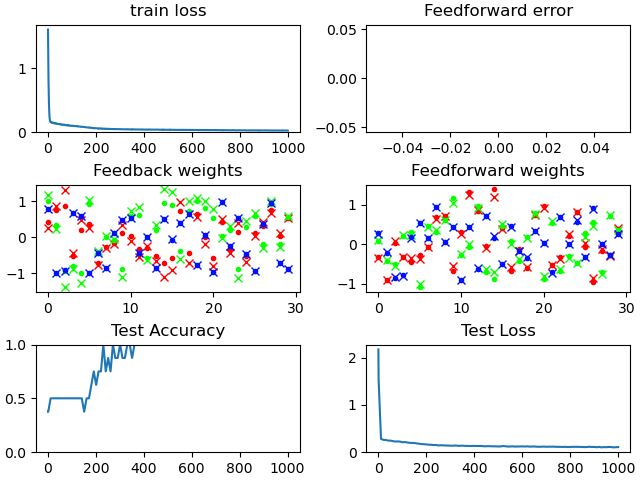 train loss
1
0
0 200 400 600 800 1000
Feedforward error
0.05
0.00
−0.05
−0.04 −0.02 0.00 0.02 0.04
Feedback weights
1
0
−1
0 10 20 30
Feedforward weights
1
0
−1
0 10 20 30
Test Accuracy
1.0
0.5
0.0
0 200 400 600 800 1000
Test Loss
2
1
0
0 200 400 600 800 1000